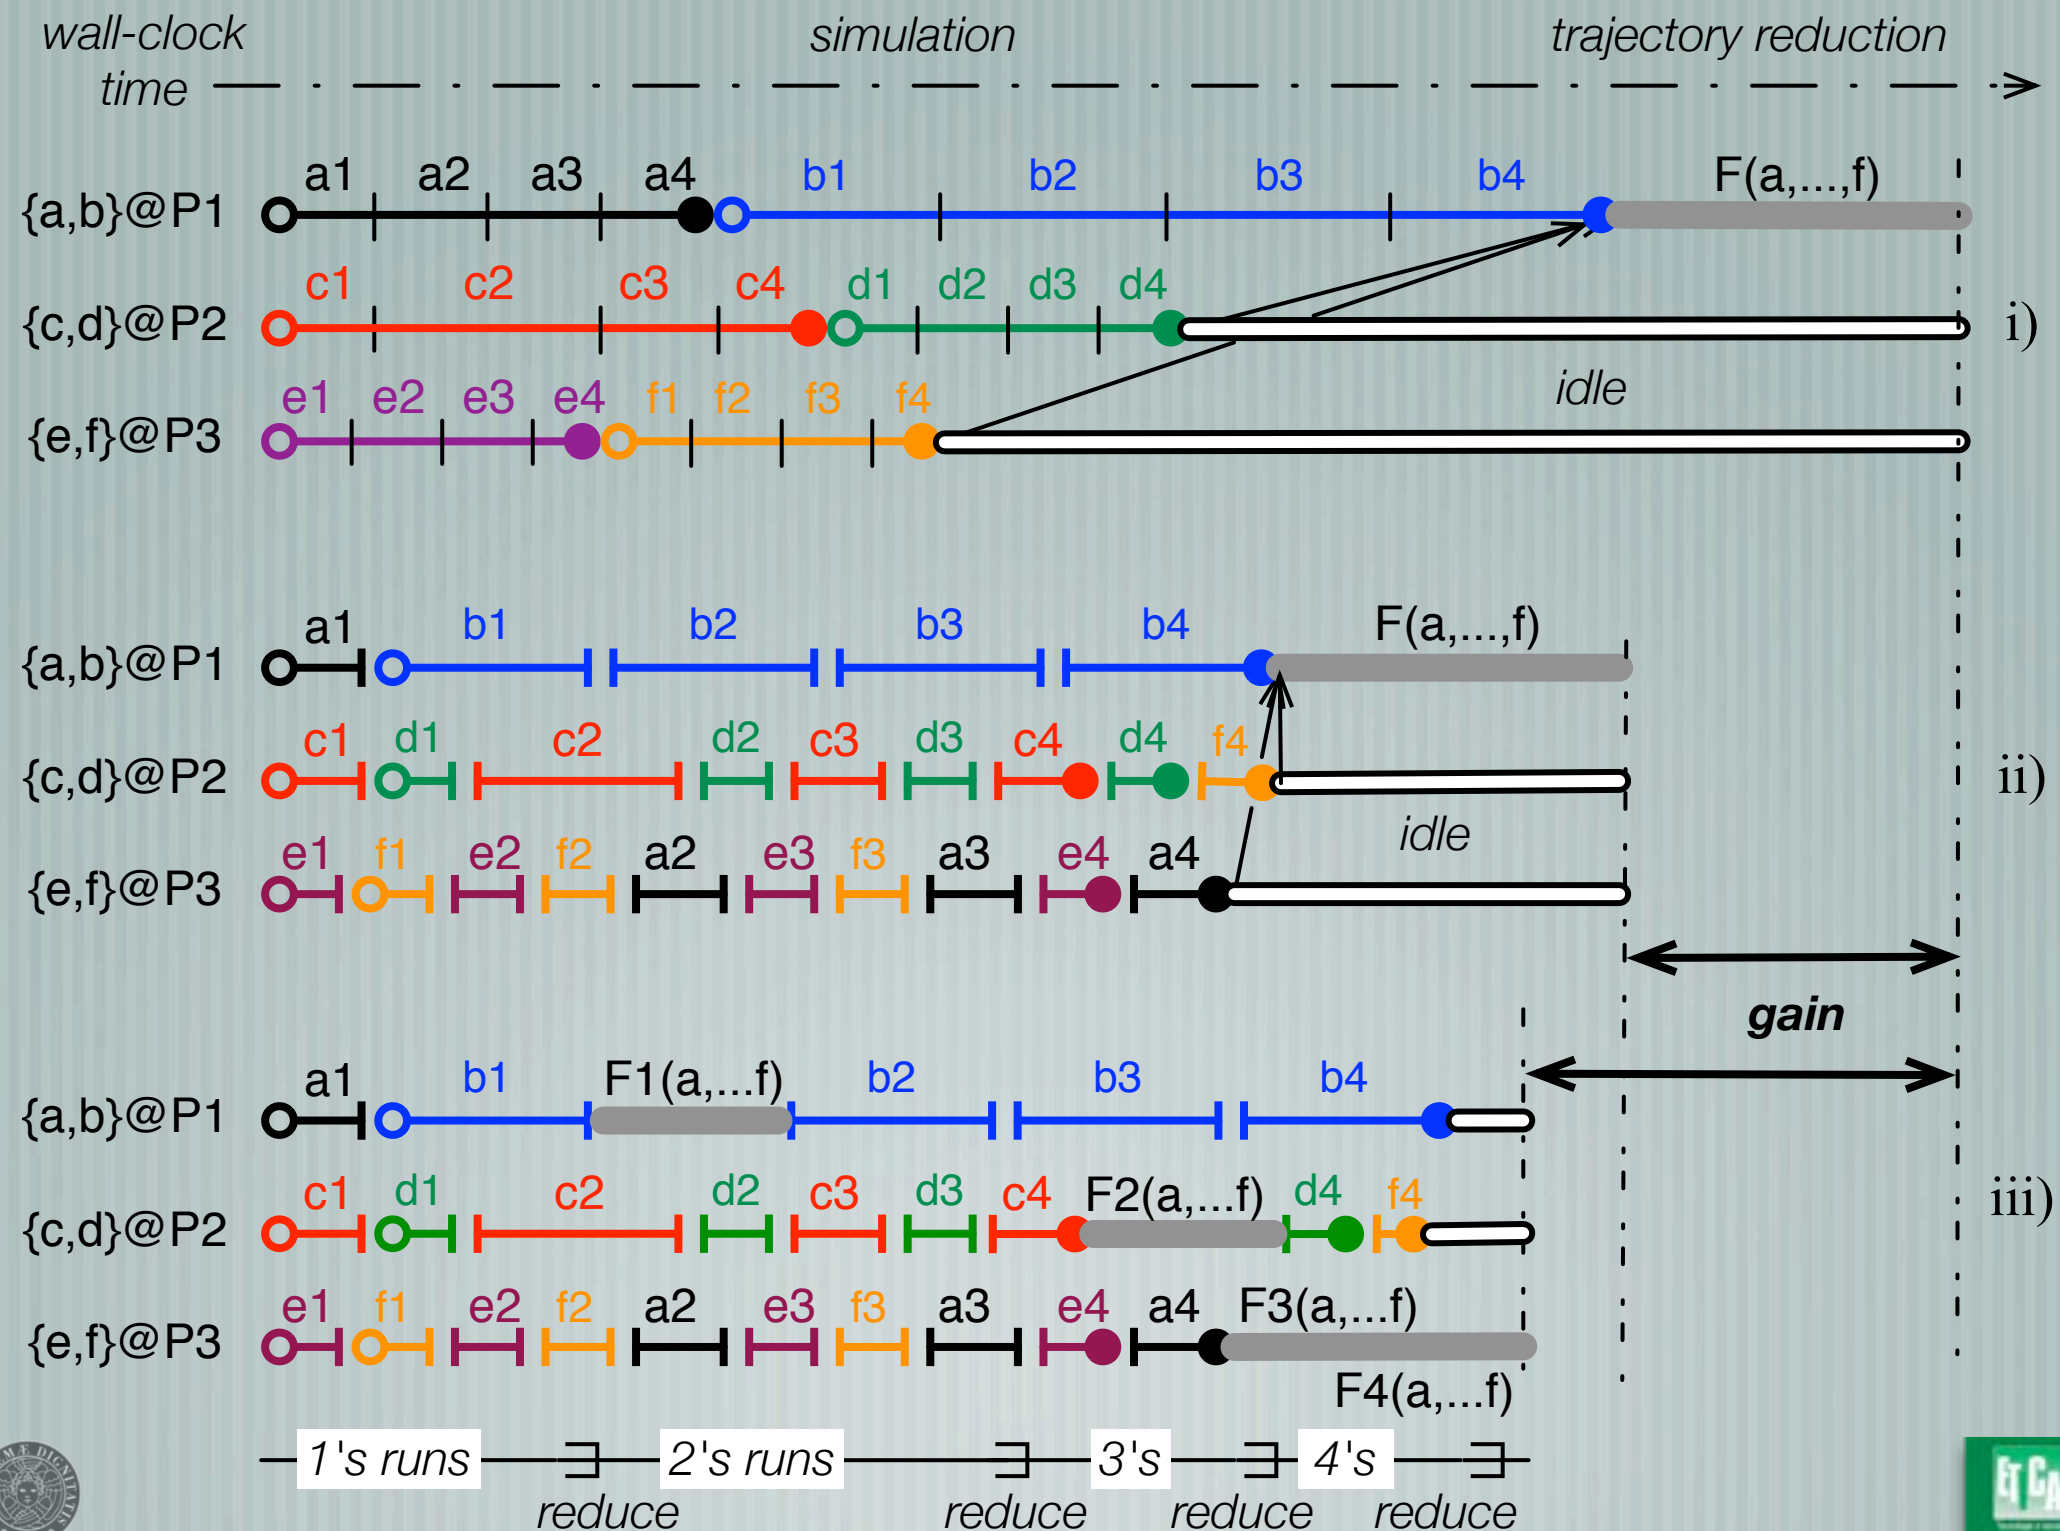 wall-clock time
simulation
trajectory reduction
a1 a2 a3 a4 b1 b2 b3 b4 F(a,...,f)
{a,b}@P1
c1 c2 c3 c4 d1 d2 d3 d4
{c,d}@P2
i)
e1 e2 e3 e4 f1 f2 f3 f4
idle
{e,f}@P3
a1 b1 b2 b3 b4 F(a,...,f)
{a,b}@P1
c1 d1 c2 d2 c3 d3 c4 d4 f4
{c,d}@P2
ii)
e1 f1 e2 f2 a2 e3 f3 a3 e4 a4
idle
{e,f}@P3
gain
a1 b1 F1(a,...f) b2 b3 b4
{a,b}@P1
c1 d1 c2 d2 c3 d3 c4 F2(a,...f) d4 f4
{c,d}@P2
iii)
e1 f1 e2 f2 a2 e3 f3 a3 e4 a4 F3(a,...f)
{e,f}@P3
F4(a,...f)
1's runs 2's runs 3's 4's
reduce reduce reduce reduce